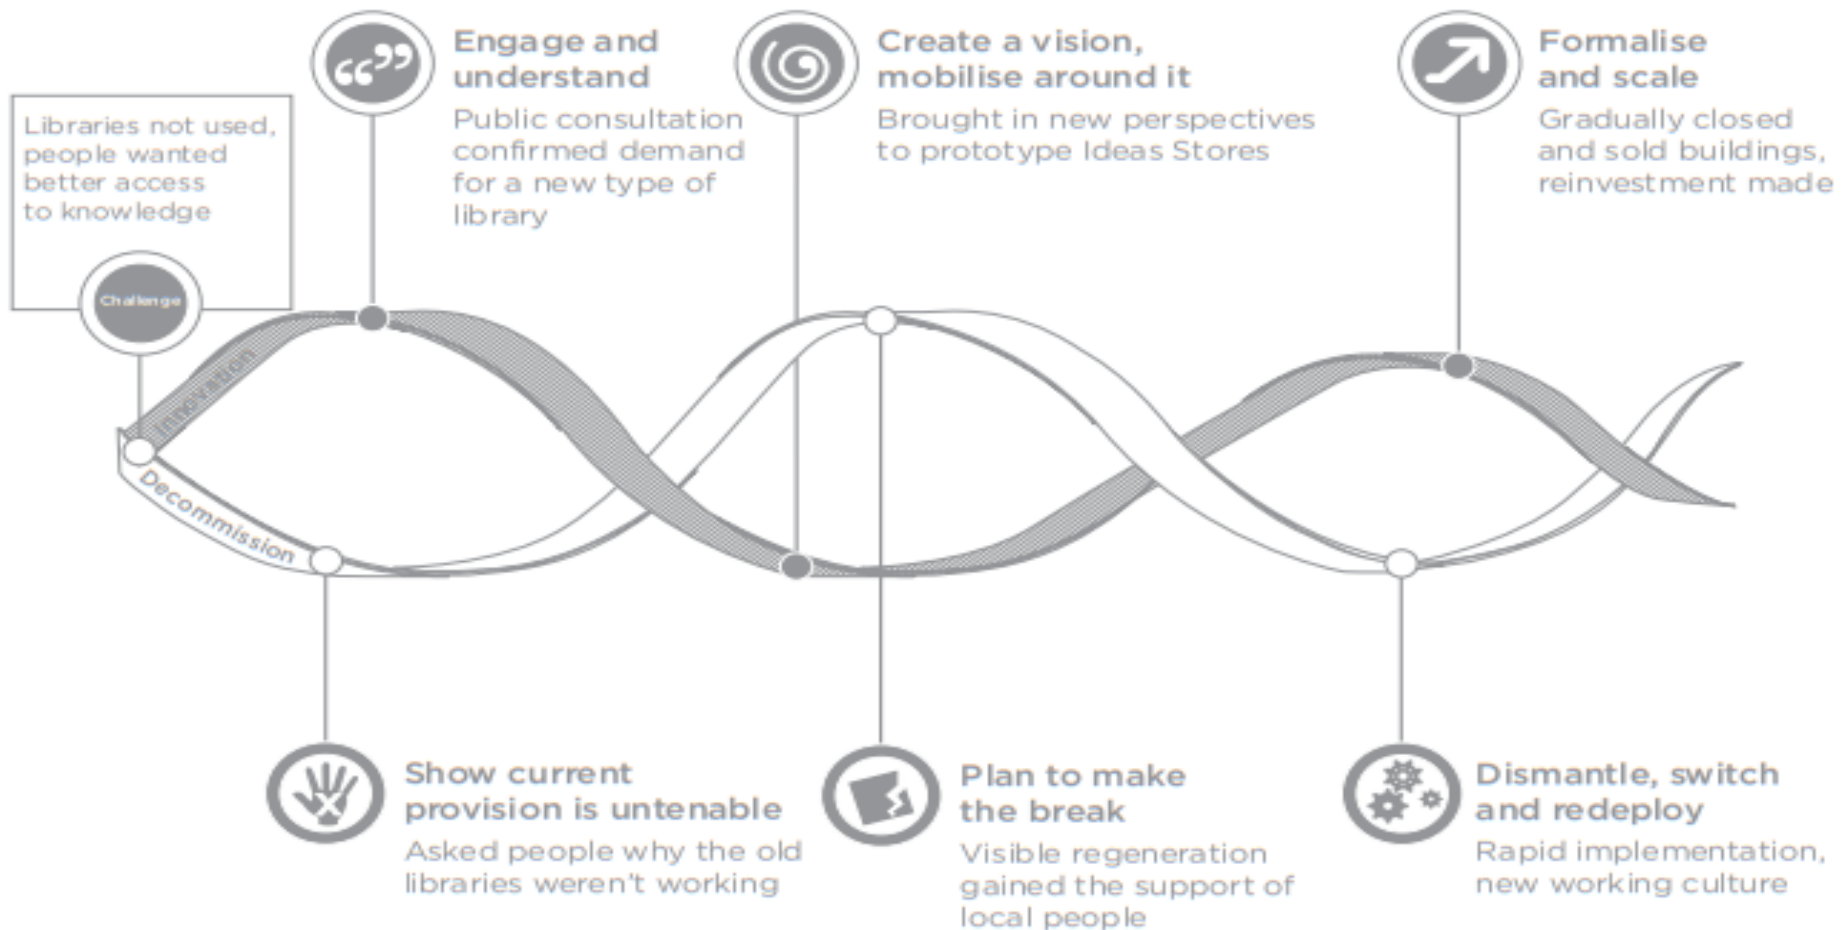 Libraries not used,
people wanted
better access
to knowledge
Challenge
Engage and
understand
Public consultation
confirmed demand
for a new type of
library
Create a vision,
mobilise around it
Brought in new perspectives
to prototype Ideas Stores
Formalise
and scale
Gradually closed
and sold buildings,
reinvestment made
Innovation
Decommission
Show current
provision is untenable
Asked people why the old
libraries weren't working
Plan to make
the break
Visible regeneration
gained the support of
local people
Dismantle, switch
and redeploy
Rapid implementation,
new working culture